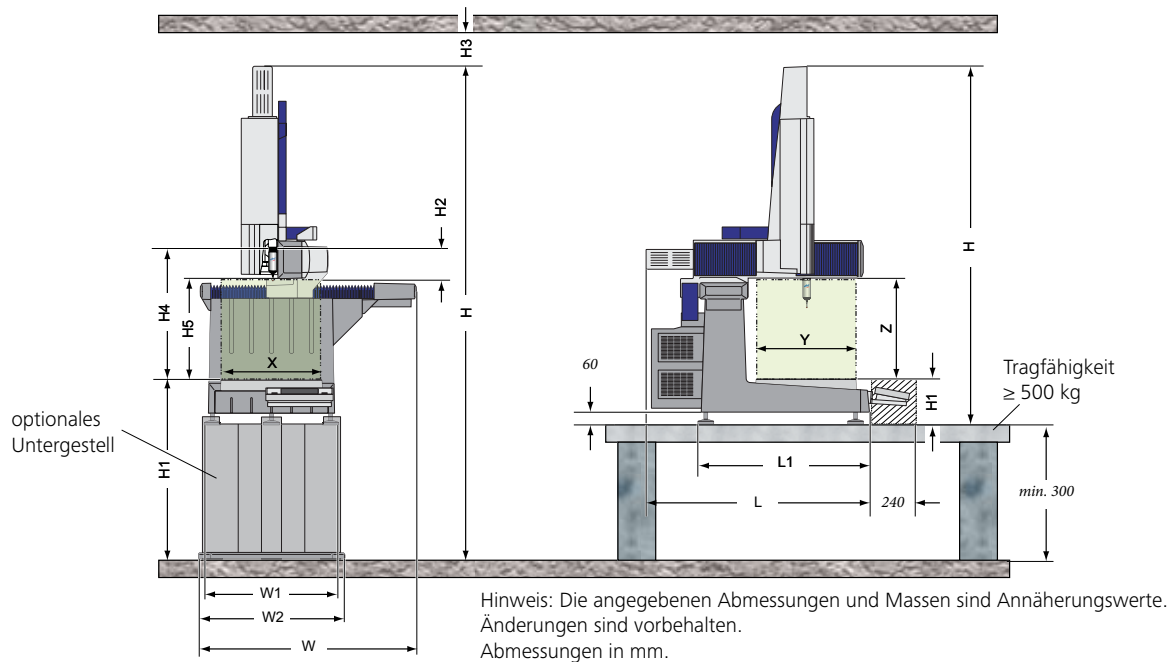 H3
H2
H
H4
H5
X
H1
optionales
Untergestell
W1
W2
W
H
Z
Y
60
H1
Tragfähigkeit
≥ 500 kg
L1
L
240
min. 300
Hinweis: Die angegebenen Abmessungen und Massen sind Annäherungswerte.
Änderungen sind vorbehalten.
Abmessungen in mm.